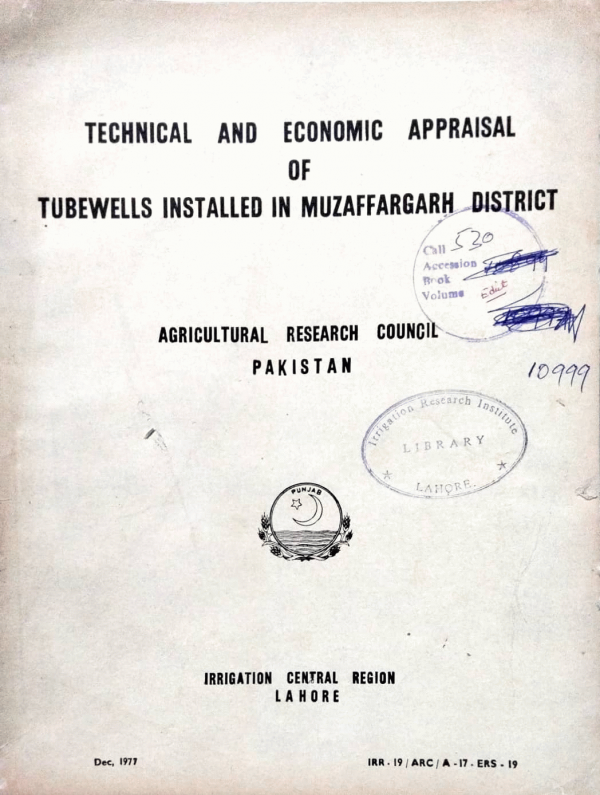 TECHNICAL AND ECONOMIC APPRAISAL
OF
TUBEWELLS INSTALLED IN MUZAFFARGARH DISTRICT
Call 530
Accession
Book
Volume Edict
AGRICULTURAL RESEARCH COUNCIL
PAKISTAN
10999
Irrigation Research Institute
LIBRARY
LAHORE.
PUNJAB
IRRIGATION CENTRAL REGION
LAHORE
Dec, 1977
IRR - 19 / ARC / A - 17 - ERS - 19